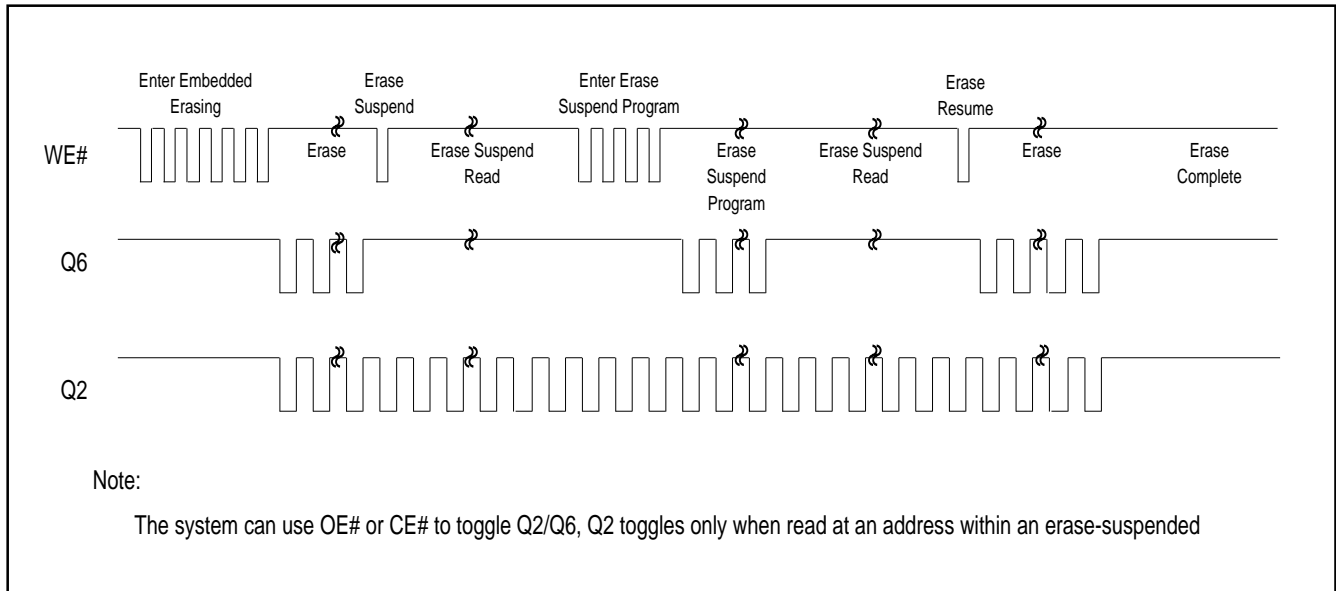 Enter Embedded
Erasing
Erase
Suspend
Enter Erase
Suspend Program
Erase
Resume
WE#
Erase
Erase Suspend
Read
Erase
Suspend
Program
Erase Suspend
Read
Erase
Erase
Complete
Q6
Q2
Note:
The system can use OE# or CE# to toggle Q2/Q6, Q2 toggles only when read at an address within an erase-suspended